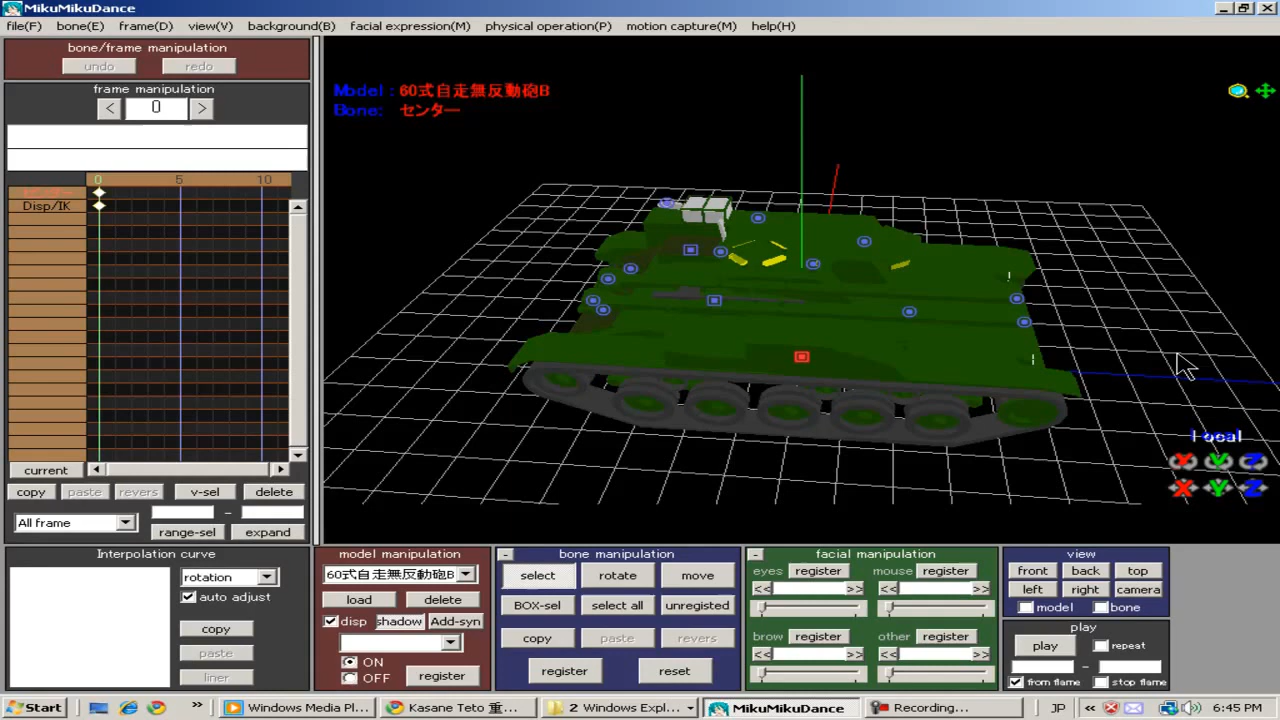 MikuMikuDance
file(F) bone(E) frame(D) view(V) background(B) facial expression(M) physical operation(P) motion capture(M) help(H)
bone/frame manipulation
undo redo
frame manipulation
< 0 >
0 5 10
センター
Disp/IK
current
copy paste revers v-sel delete
All frame -
range-sel expand
Model : 60式自走無反動砲B
Bone: センター
Local
X Y Z
X Y Z
Interpolation curve
rotation
auto adjust
copy
paste
liner
model manipulation
60式自走無反動砲B
load delete
disp shadow Add-syn
ON
OFF register
- bone manipulation
select rotate move
BOX-sel select all unregisted
copy paste revers
register reset
- facial manipulation
eyes register mouse register
<< >> << >>
brow register other register
<< >> << >>
view
front back top
left right camera
model bone
play
play repeat
-
from flame stop flame
Start » Windows Media Pl... Kasane Teto 重... 2 Windows Expl... MikuMikuDance Recording... JP « 6:45 PM